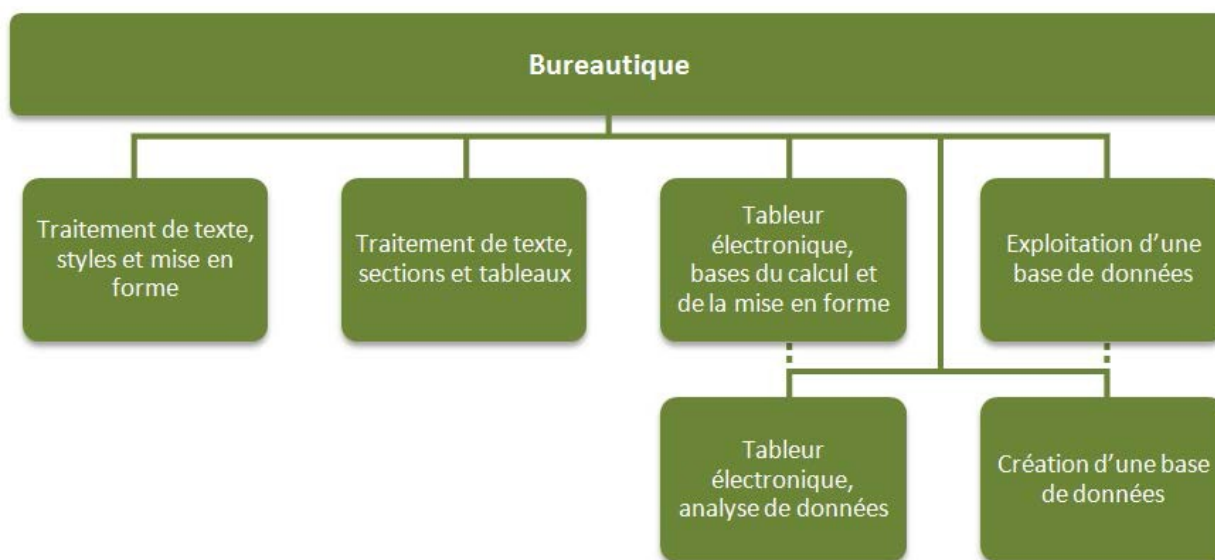 Bureautique
Traitement de texte,
styles et mise en
forme
Traitement de texte,
sections et tableaux
Tableur
électronique,
bases du calcul et
de la mise en forme
Exploitation d’une
base de données
Tableur
électronique,
analyse de données
Création d’une base
de données